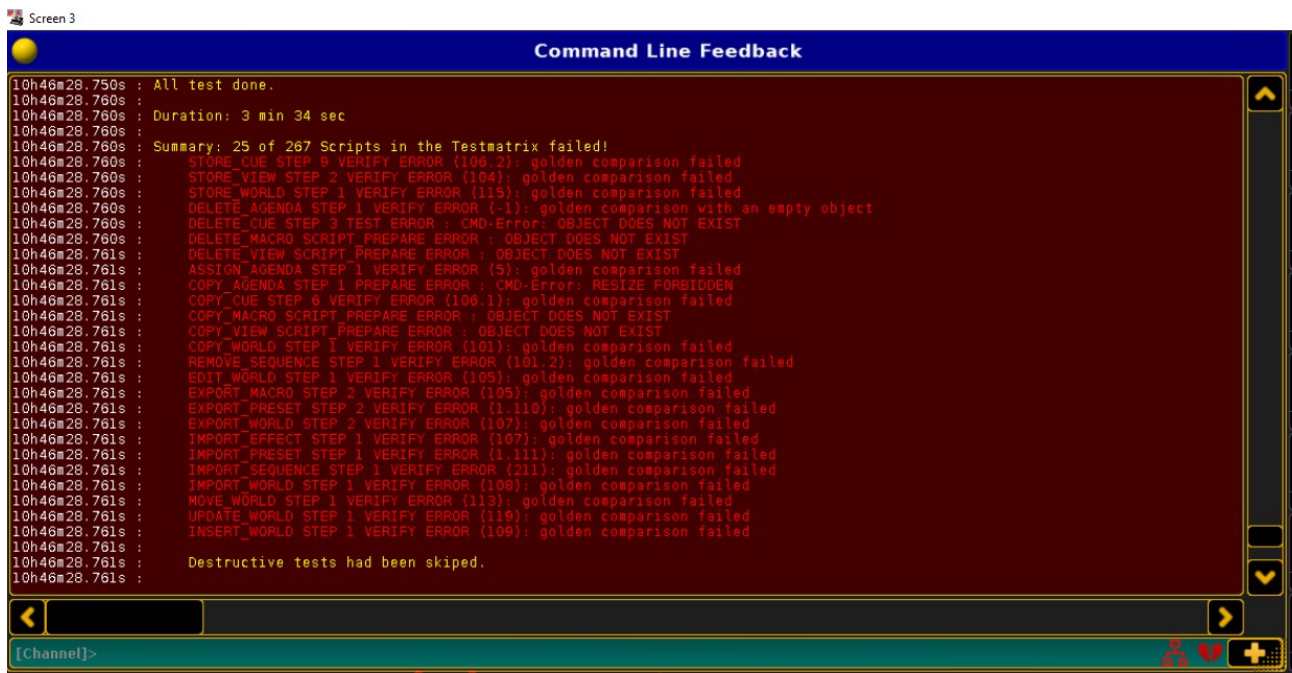 Screen 3
Command Line Feedback
10h46m28.750s : All test done.
10h46m28.760s :
10h46m28.760s : Duration: 3 min 34 sec
10h46m28.760s :
10h46m28.760s : Summary: 25 of 267 Scripts in the Testmatrix failed!
10h46m28.760s : STORE_CUE STEP 9 VERIFY ERROR (106.2): golden comparison failed
10h46m28.760s : STORE_VIEW STEP 2 VERIFY ERROR (104): golden comparison failed
10h46m28.760s : STORE_WORLD STEP 1 VERIFY ERROR (115): golden comparison failed
10h46m28.760s : DELETE_AGENDA STEP 1 VERIFY ERROR (-1): golden comparison with an empty object
10h46m28.760s : DELETE_CUE STEP 3 TEST ERROR : CMD-Error: OBJECT DOES NOT EXIST
10h46m28.760s : DELETE_MACRO SCRIPT_PREPARE ERROR : OBJECT DOES NOT EXIST
10h46m28.761s : DELETE_VIEW SCRIPT_PREPARE ERROR : OBJECT DOES NOT EXIST
10h46m28.761s : ASSIGN_AGENDA STEP 1 VERIFY ERROR (5): golden comparison failed
10h46m28.761s : COPY_AGENDA STEP 1 PREPARE ERROR : CMD-Error: RESIZE FORBIDDEN
10h46m28.761s : COPY_CUE STEP 6 VERIFY ERROR (106.1): golden comparison failed
10h46m28.761s : COPY_MACRO SCRIPT_PREPARE ERROR : OBJECT DOES NOT EXIST
10h46m28.761s : COPY_VIEW SCRIPT_PREPARE ERROR : OBJECT DOES NOT EXIST
10h46m28.761s : COPY_WORLD STEP 1 VERIFY ERROR (101): golden comparison failed
10h46m28.761s : REMOVE_SEQUENCE STEP 1 VERIFY ERROR (101.2): golden comparison failed
10h46m28.761s : EDIT_WORLD STEP 1 VERIFY ERROR (105): golden comparison failed
10h46m28.761s : EXPORT_MACRO STEP 2 VERIFY ERROR (105): golden comparison failed
10h46m28.761s : EXPORT_PRESET STEP 2 VERIFY ERROR (1.110): golden comparison failed
10h46m28.761s : EXPORT_WORLD STEP 2 VERIFY ERROR (107): golden comparison failed
10h46m28.761s : IMPORT_EFFECT STEP 1 VERIFY ERROR (107): golden comparison failed
10h46m28.761s : IMPORT_PRESET STEP 1 VERIFY ERROR (1.111): golden comparison failed
10h46m28.761s : IMPORT_SEQUENCE STEP 1 VERIFY ERROR (211): golden comparison failed
10h46m28.761s : IMPORT_WORLD STEP 1 VERIFY ERROR (108): golden comparison failed
10h46m28.761s : MOVE_WORLD STEP 1 VERIFY ERROR (113): golden comparison failed
10h46m28.761s : UPDATE_WORLD STEP 1 VERIFY ERROR (119): golden comparison failed
10h46m28.761s : INSERT_WORLD STEP 1 VERIFY ERROR (109): golden comparison failed
10h46m28.761s :
10h46m28.761s : Destructive tests had been skiped.
10h46m28.761s :
[Channel]>